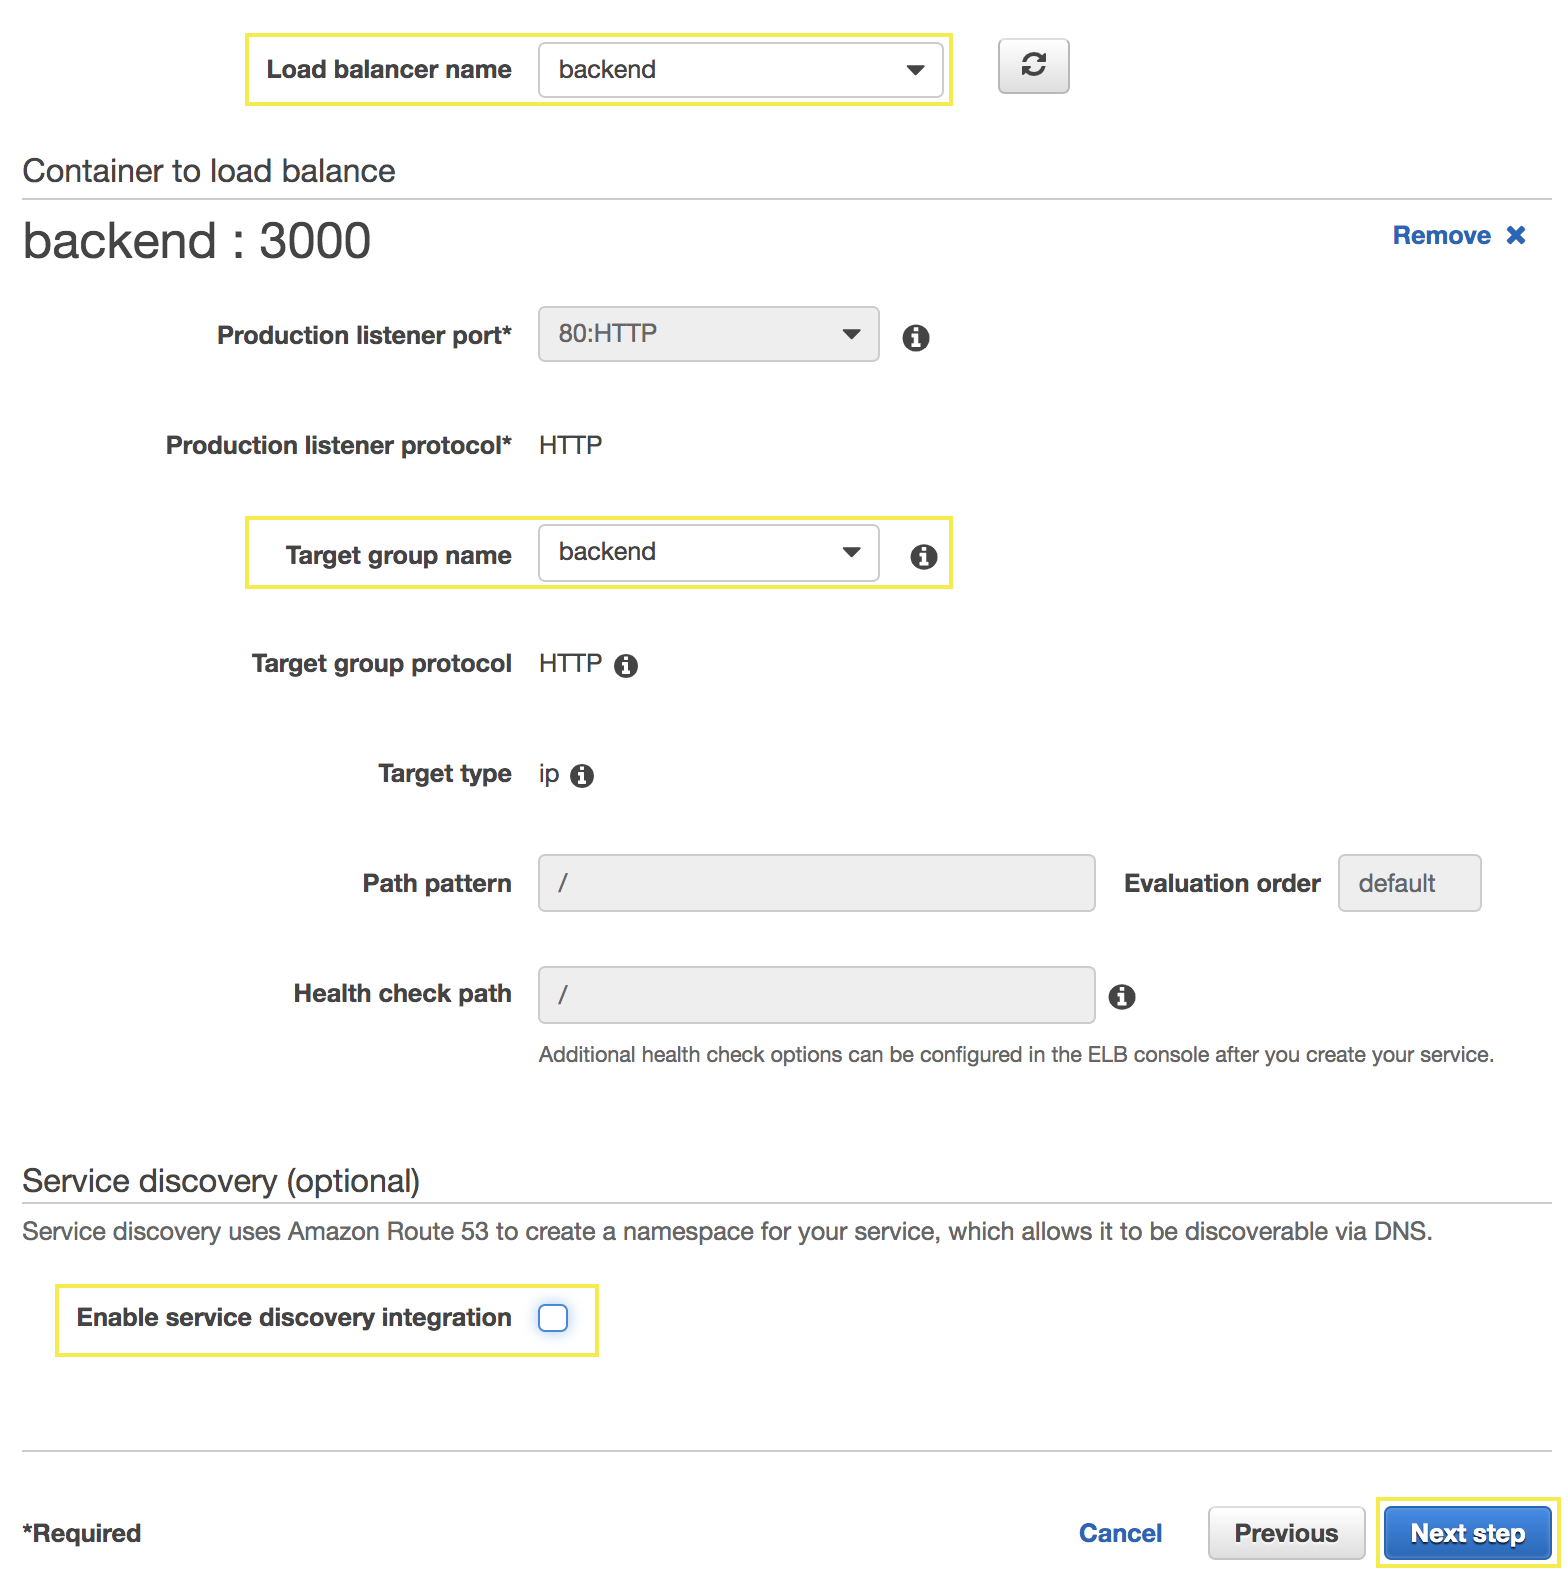 Load balancer name backend
Container to load balance
backend : 3000 Remove
Production listener port* 80:HTTP
Production listener protocol* HTTP
Target group name backend
Target group protocol HTTP
Target type ip
Path pattern / Evaluation order default
Health check path /
Additional health check options can be configured in the ELB console after you create your service.
Service discovery (optional)
Service discovery uses Amazon Route 53 to create a namespace for your service, which allows it to be discoverable via DNS.
Enable service discovery integration
*Required Cancel Previous Next step